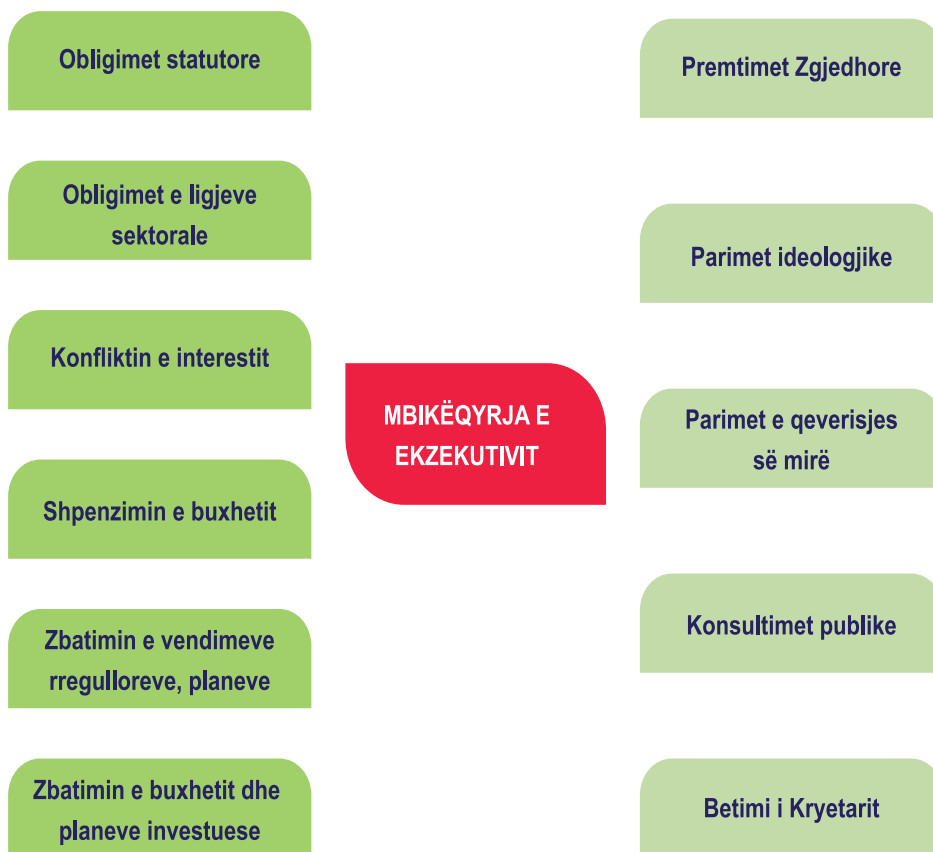 Obligimet statutore
Obligimet e ligjeve
sektorale
Konfliktin e interestit
Shpenzimin e buxhetit
Zbatimin e vendimeve
rregulloreve, planeve
Zbatimin e buxhetit dhe
planeve investuese
MBIKËQYRJA E
EKZEKUTIVIT
Premtimet Zgjedhore
Parimet ideologjike
Parimet e qeverisjes
së mirë
Konsultimet publike
Betimi i Kryetarit